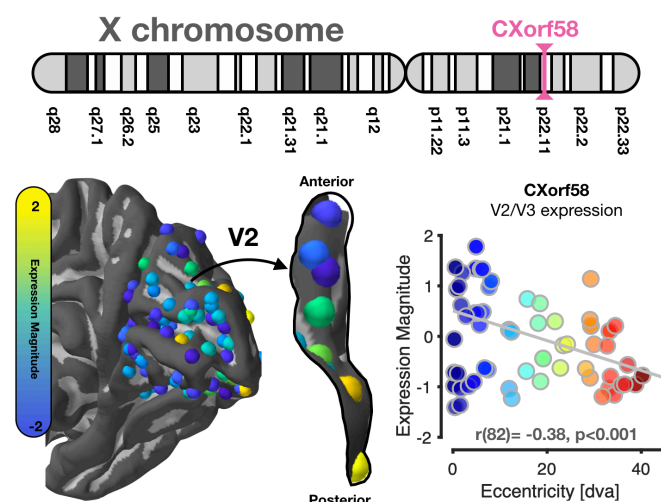 X chromosome
CXorf58
q28
q27.1
q26.2
q25
q23
q22.1
q21.31
q21.1
q12
p11.22
p11.3
p21.1
p22.11
p22.2
p22.33
2
Expression Magnitude
-2
V2
Anterior
Posterior
CXorf58
V2/V3 expression
Expression Magnitude
2
1
0
-1
-2
r(82)= -0.38, p<0.001
0
20
40
Eccentricity [dva]